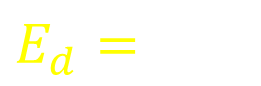 E_d =